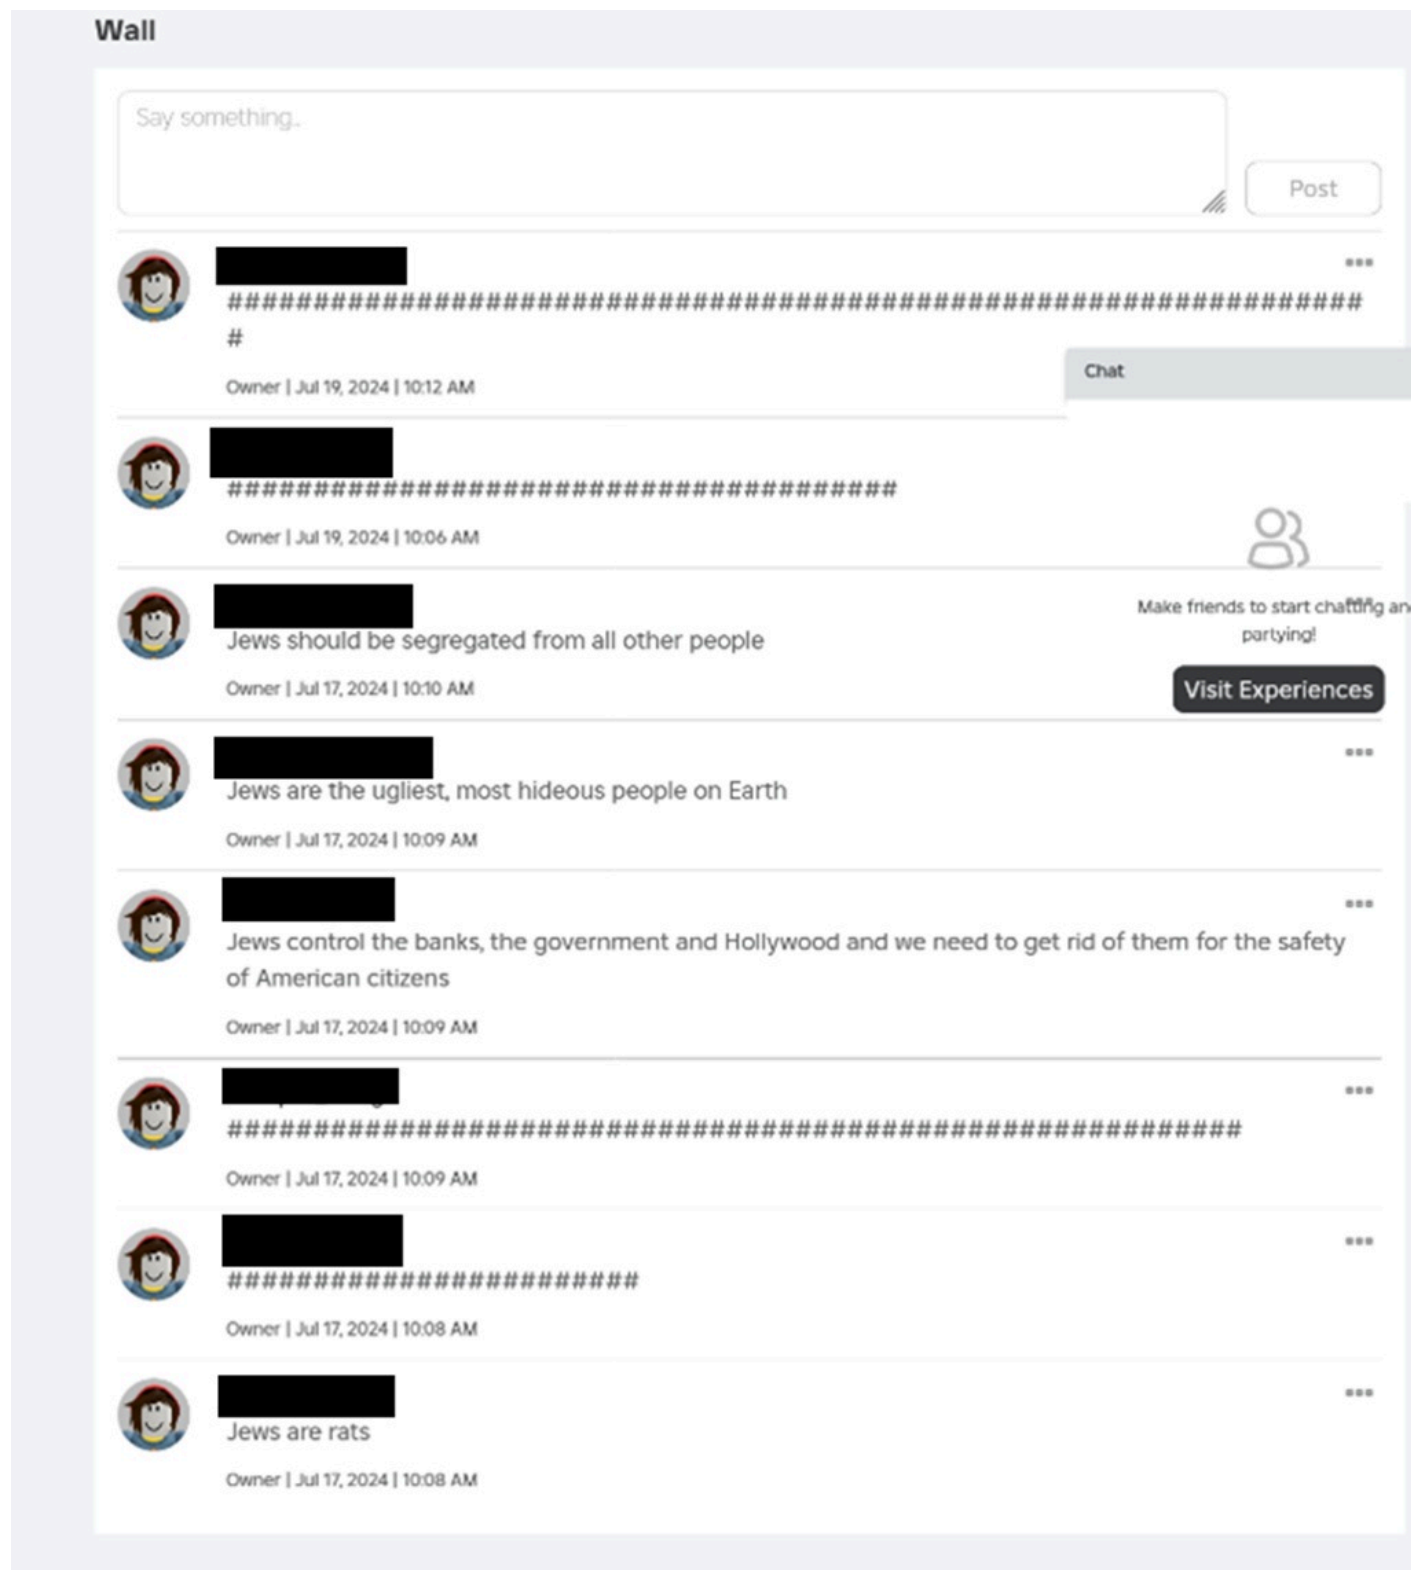 Wall
Say something...
Post
####################################################################
#
Owner | Jul 19, 2024 | 10:12 AM
Chat
########################################
Owner | Jul 19, 2024 | 10:06 AM
Make friends to start chatting
partying!
Visit Experiences
Jews should be segregated from all other people
Owner | Jul 17, 2024 | 10:10 AM
Jews are the ugliest, most hideous people on Earth
Owner | Jul 17, 2024 | 10:09 AM
Jews control the banks, the government and Hollywood and we need to get rid of them for the safety
of American citizens
Owner | Jul 17, 2024 | 10:09 AM
#############################################################
Owner | Jul 17, 2024 | 10:09 AM
#########################
Owner | Jul 17, 2024 | 10:08 AM
Jews are rats
Owner | Jul 17, 2024 | 10:08 AM